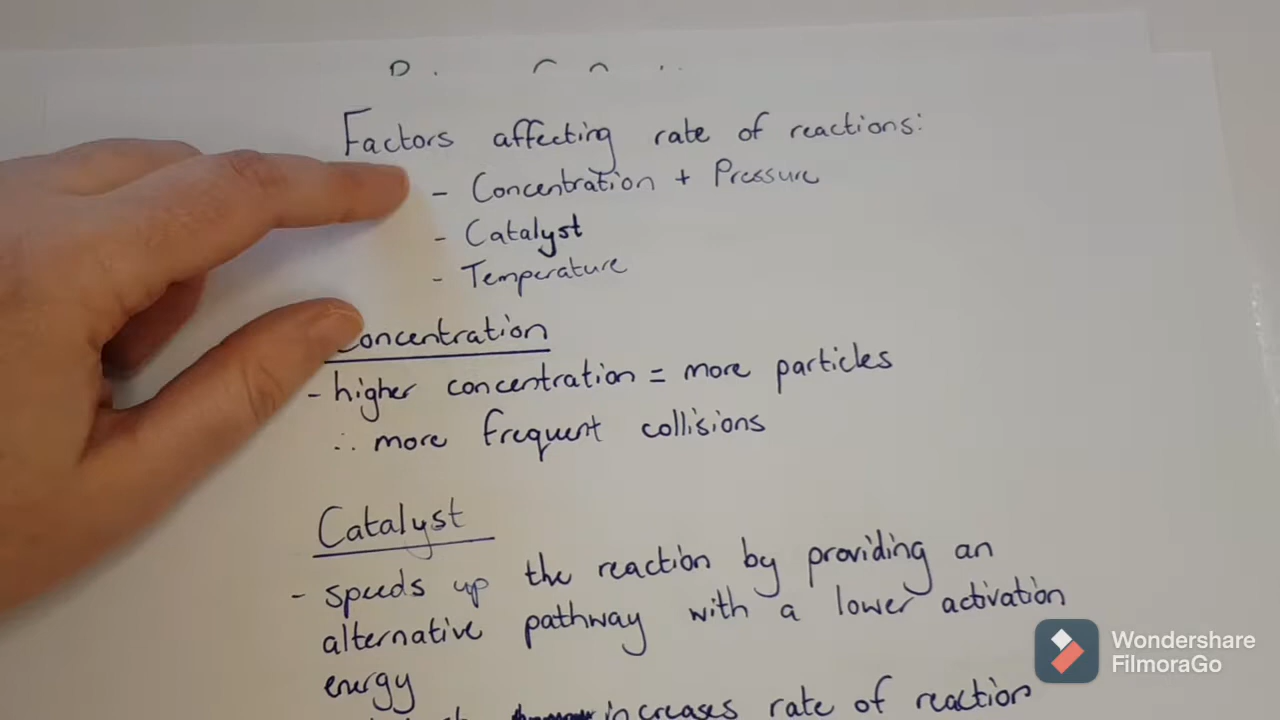 Factors affecting rate of reactions:
- Concentration + Pressure
- Catalyst
- Temperature
Concentration
- higher concentration = more particles
∴ more frequent collisions
Catalyst
- speeds up the reaction by providing an
alternative pathway with a lower activation
energy
increases rate of reaction
Wondershare
FilmoraGo